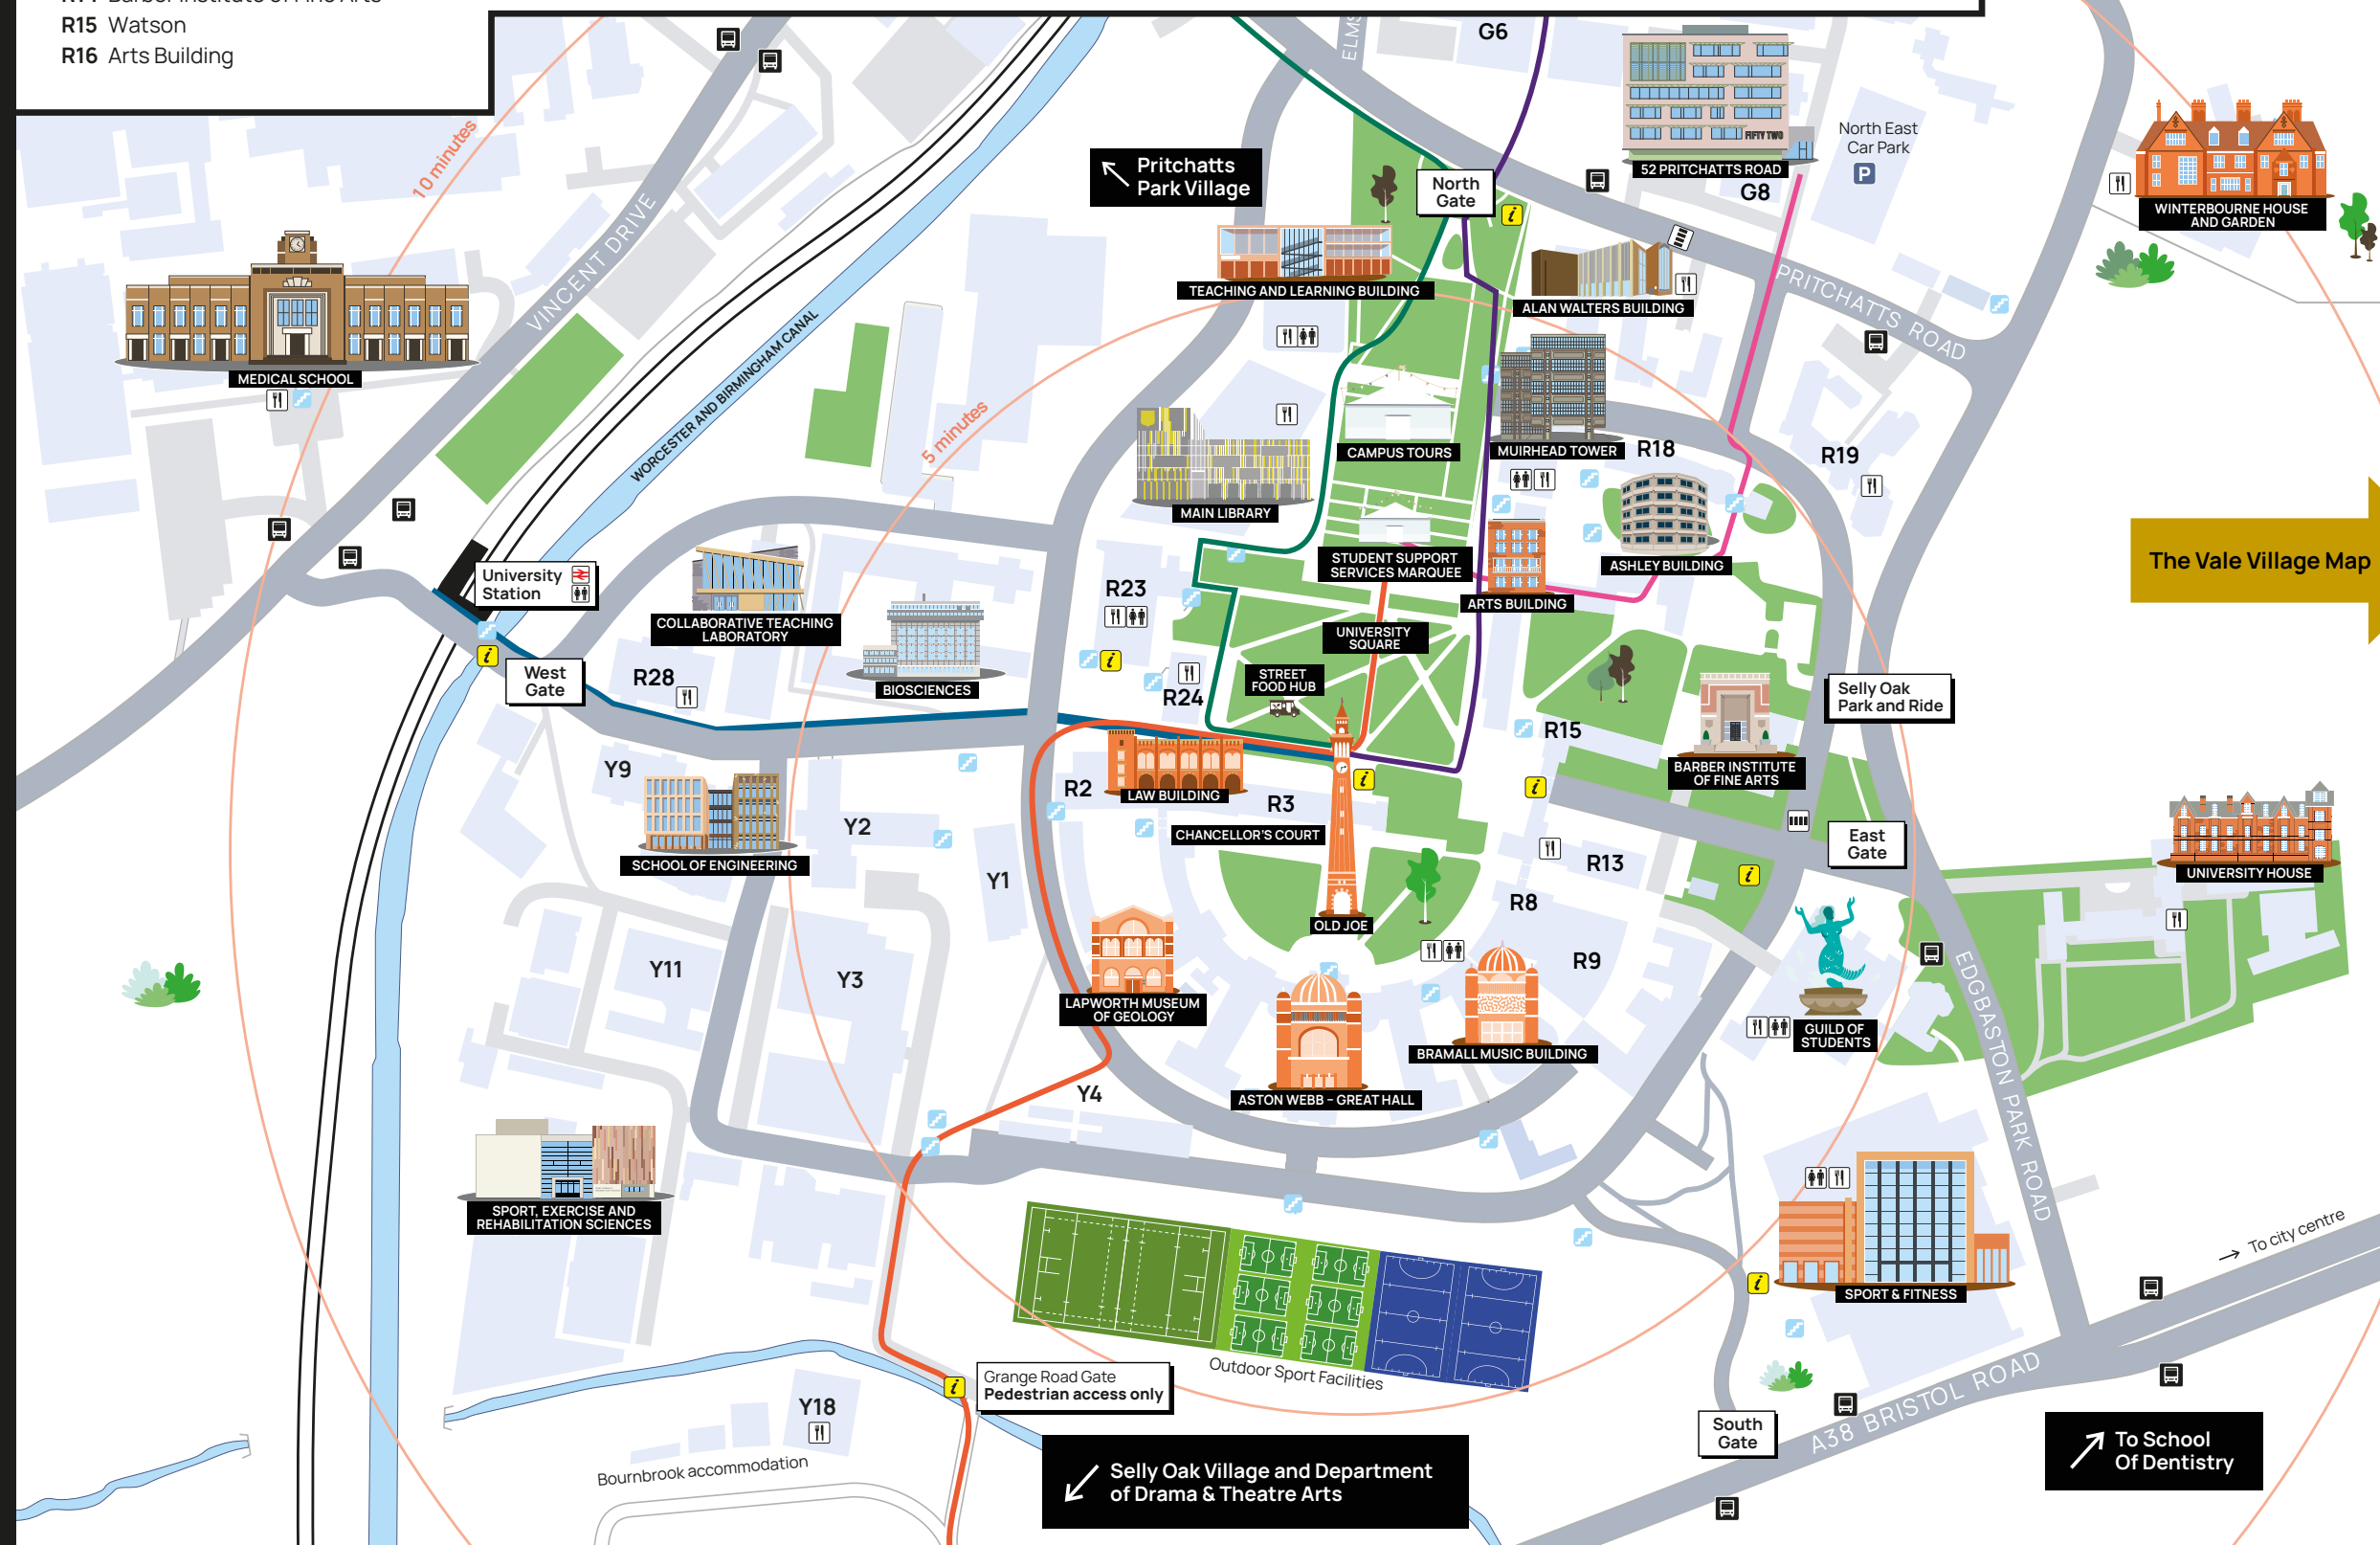 R15 Watson
R16 Arts Building
ELMS
G6
FIFTY TWO
52 PRITCHATTS ROAD
G8
North East
Car Park
P
10 minutes
Pritchatts
Park Village
North
Gate
i
WINTERBOURNE HOUSE
AND GARDEN
VINCENT DRIVE
TEACHING AND LEARNING BUILDING
ALAN WALTERS BUILDING
PRITCHATTS ROAD
MEDICAL SCHOOL
WORCESTER AND BIRMINGHAM CANAL
5 minutes
CAMPUS TOURS
MUIRHEAD TOWER
R18
R19
MAIN LIBRARY
University
Station
COLLABORATIVE TEACHING
LABORATORY
R23
STUDENT SUPPORT
SERVICES MARQUEE
ASHLEY BUILDING
The Vale Village Map
ARTS BUILDING
UNIVERSITY
SQUARE
i
i
West
Gate
R28
BIOSCIENCES
R24
STREET
FOOD HUB
Selly Oak
Park and Ride
R15
Y9
R2
LAW BUILDING
R3
i
i
BARBER INSTITUTE
OF FINE ARTS
Y2
CHANCELLOR'S COURT
East
Gate
SCHOOL OF ENGINEERING
Y1
R13
i
UNIVERSITY HOUSE
R8
OLD JOE
Y11
Y3
R9
LAPWORTH MUSEUM
OF GEOLOGY
GUILD OF
STUDENTS
EDGBASTON PARK ROAD
BRAMALL MUSIC BUILDING
Y4
ASTON WEBB – GREAT HALL
SPORT, EXERCISE AND
REHABILITATION SCIENCES
To city centre
i
SPORT & FITNESS
Outdoor Sport Facilities
i
Grange Road Gate
Pedestrian access only
Y18
Bournbrook accommodation
A38 BRISTOL ROAD
South
Gate
Selly Oak Village and Department
of Drama & Theatre Arts
To School
Of Dentistry